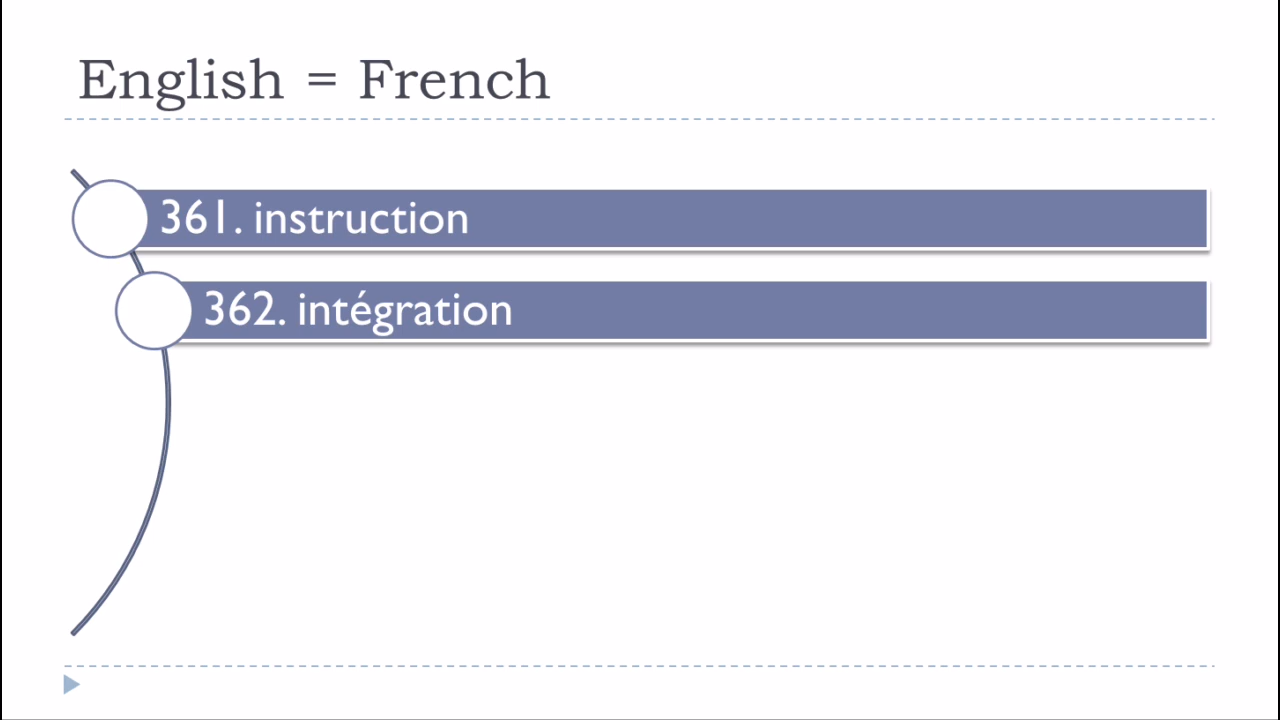 English = French
361. instruction
362. intégration